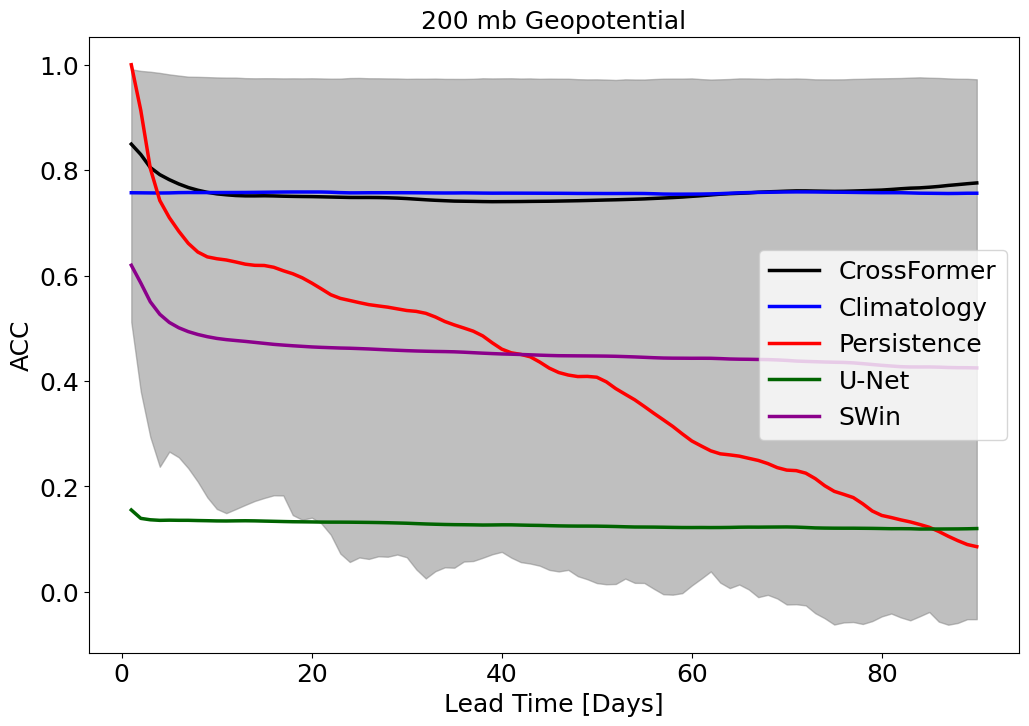 200 mb Geopotential
ACC
1.0
0.8
0.6
0.4
0.2
0.0
CrossFormer
Climatology
Persistence
U-Net
SWin
0 20 40 60 80
Lead Time [Days]